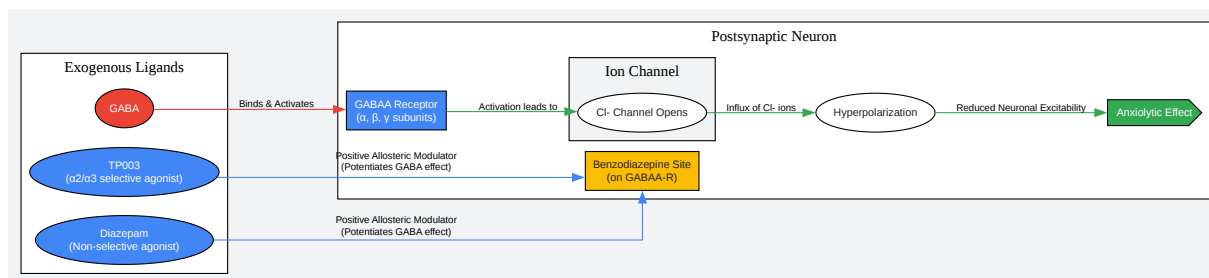 Postsynaptic Neuron
Exogenous Ligands
Ion Channel
GABA
Binds & Activates
GABAA Receptor
(α, β, γ subunits)
Activation leads to
Cl- Channel Opens
Influx of Cl- ions
Hyperpolarization
Reduced Neuronal Excitability
Anxiolytic Effect
TP003
(α2/α3 selective agonist)
Positive Allosteric Modulator
(Potentiates GABA effect)
Benzodiazepine Site
(on GABAA-R)
Diazepam
(Non-selective agonist)
Positive Allosteric Modulator
(Potentiates GABA effect)